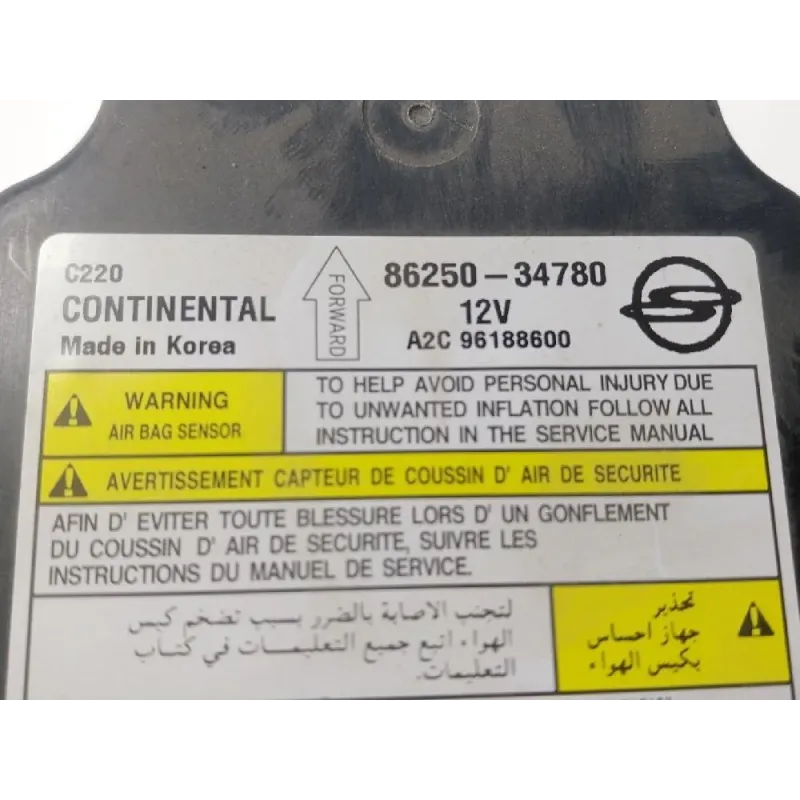 C220
CONTINENTAL
Made in Korea
FORWARD
86250-34780
12V
A2C 96188600
WARNING
AIR BAG SENSOR
TO HELP AVOID PERSONAL INJURY DUE
TO UNWANTED INFLATION FOLLOW ALL
INSTRUCTION IN THE SERVICE MANUAL
AVERTISSEMENT CAPTEUR DE COUSSIN D' AIR DE SECURITE
AFIN D' EVITER TOUTE BLESSURE LORS D' UN GONFLEMENT
DU COUSSIN D' AIR DE SECURITE, SUIVRE LES
INSTRUCTIONS DU MANUEL DE SERVICE.
تحذير
جهاز احساس
بكيس الهواء
لتجنب الاصابة بالضرر بسبب تضخم كيس
الهواء اتبع جميع التعليمات في كتاب
التعليمات.